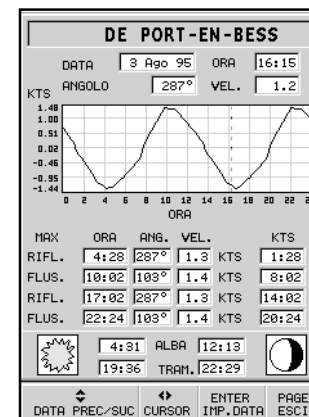 DE PORT-EN-BESS
DATA 3 Ago 95 ORA 16:15
ANGOLO 287° VEL. 1.2
KTS
1.48
1.00
0.51
0.02
-0.46
-0.95
-1.44
0 2 4 6 8 10 12 14 16 18 20 22 2
ORA
MAX ORA ANG. VEL. KTS
RIFL. 4:28 287° 1.3 KTS 1:28
FLUS. 10:02 103° 1.4 KTS 8:02
RIFL. 17:02 287° 1.3 KTS 14:02
FLUS. 22:24 103° 1.4 KTS 20:24
4:31 ALBA 12:13
19:36 TRAM. 22:29
DATA PREC/SUC CURSOR ENTER IMP.DATA PAGE ESCI